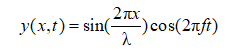 y(x,t) = sin(2πx/λ)cos(2πft)